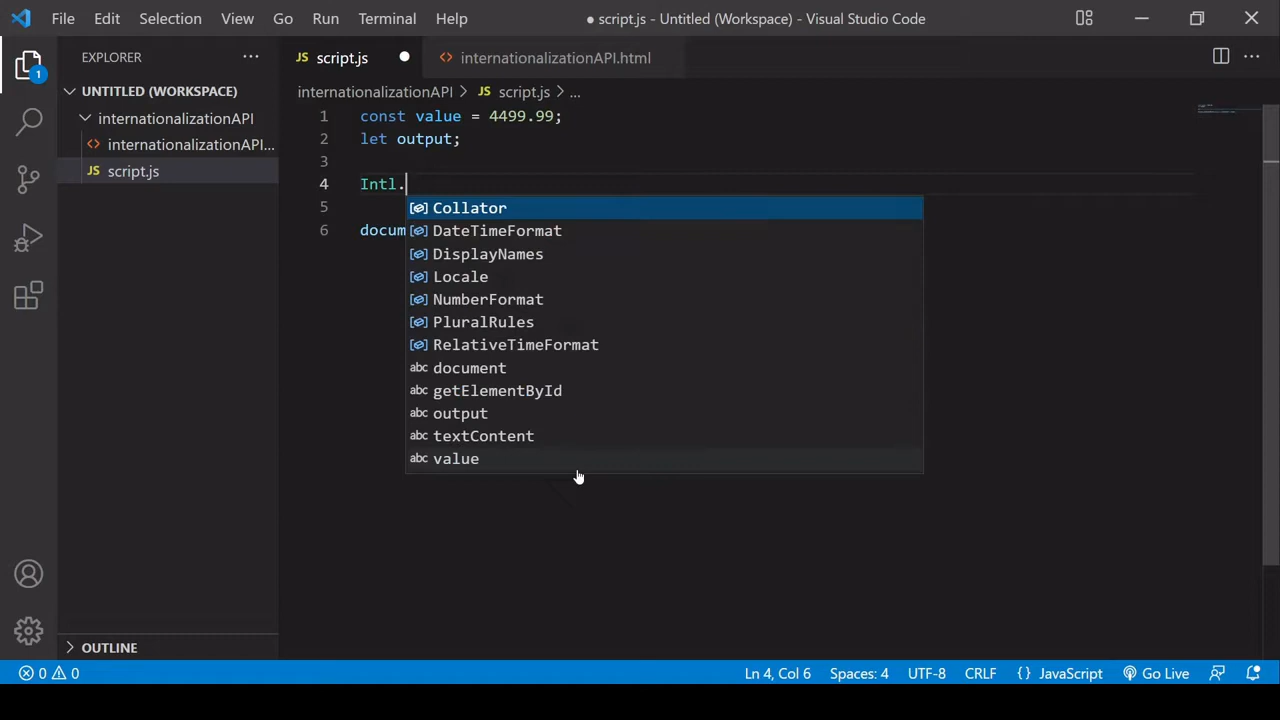 File Edit Selection View Go Run Terminal Help ● script.js - Untitled (Workspace) - Visual Studio Code
EXPLORER ··· JS script.js ● <> internationalizationAPI.html ···
1
UNTITLED (WORKSPACE)
internationalizationAPI
<> internationalizationAPI...
JS script.js
internationalizationAPI > JS script.js > ...
1 const value = 4499.99;
2 let output;
3
4 Intl.
5
6 docum
Collator
DateTimeFormat
DisplayNames
Locale
NumberFormat
PluralRules
RelativeTimeFormat
abc document
abc getElementById
abc output
abc textContent
abc value
OUTLINE
0 0 Ln 4, Col 6 Spaces: 4 UTF-8 CRLF {} JavaScript Go Live